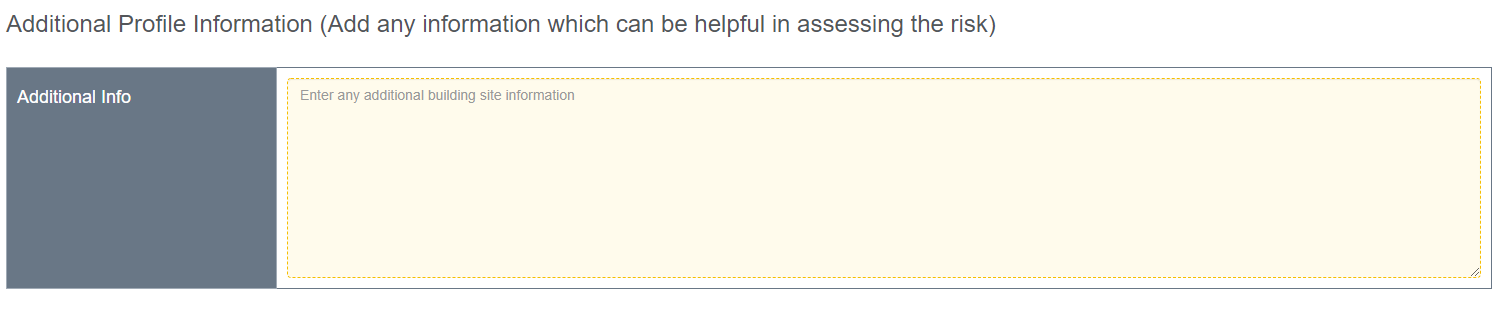 Additional Profile Information (Add any information which can be helpful in assessing the risk)
Additional Info
Enter any additional building site information